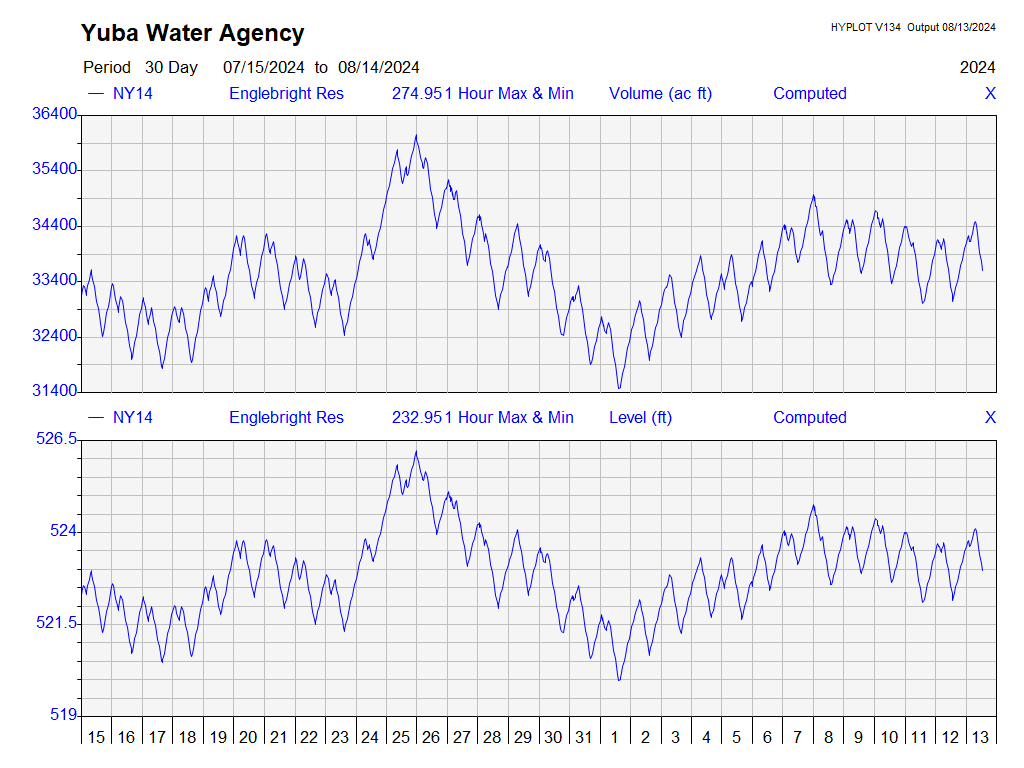 Yuba Water Agency
HYPLOT V134 Output 08/13/2024
Period 30 Day 07/15/2024 to 08/14/2024
2024
NY14 Englebright Res 274.951 Hour Max & Min Volume (ac ft) Computed X
36400
35400
34400
33400
32400
31400
NY14 Englebright Res 232.951 Hour Max & Min Level (ft) Computed X
526.5
524
521.5
519
15 16 17 18 19 20 21 22 23 24 25 26 27 28 29 30 31 1 2 3 4 5 6 7 8 9 10 11 12 13